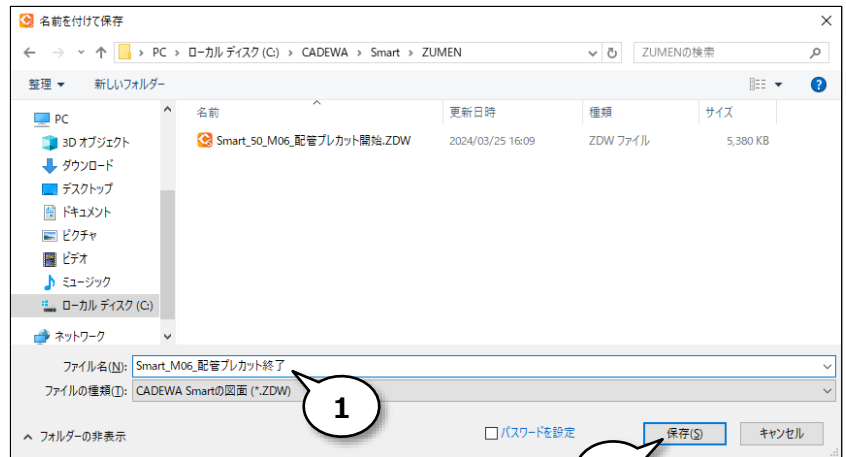 名前を付けて保存
PC › ローカル ディスク (C:) › CADEWA › Smart › ZUMEN
ZUMENの検索
整理 新しいフォルダー
名前 更新日時 種類 サイズ
Smart_50_M06_配管プレカット開始.ZDW 2024/03/25 16:09 ZDW ファイル 5,380 KB
PC
3D オブジェクト
ダウンロード
デスクトップ
ドキュメント
ピクチャ
ビデオ
ミュージック
ローカル ディスク (C:)
ネットワーク
ファイル名(N): Smart_M06_配管プレカット終了
ファイルの種類(T): CADEWA Smartの図面 (*.ZDW)
1
フォルダーの非表示
パスワードを設定
保存(S)
キャンセル